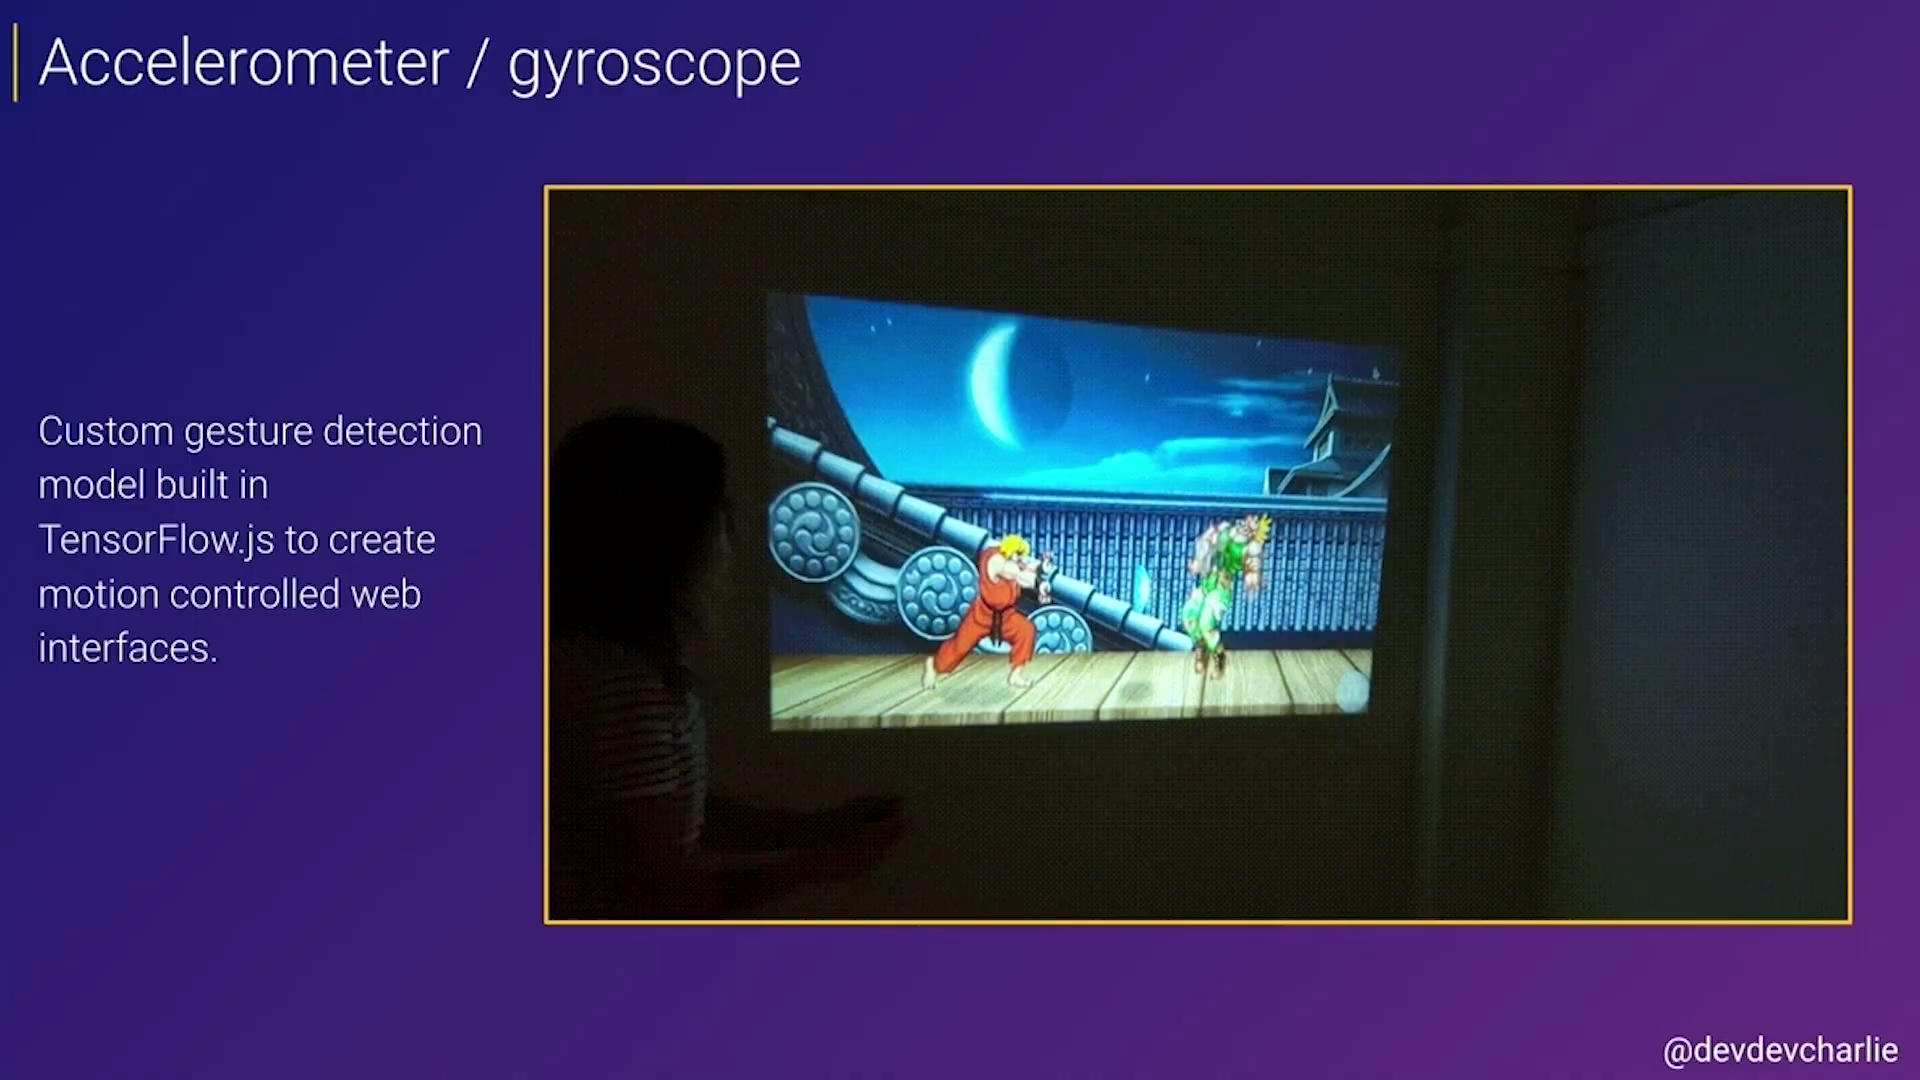 Accelerometer / gyroscope
Custom gesture detection
model built in
TensorFlow.js to create
motion controlled web
interfaces.
@devdevcharlie